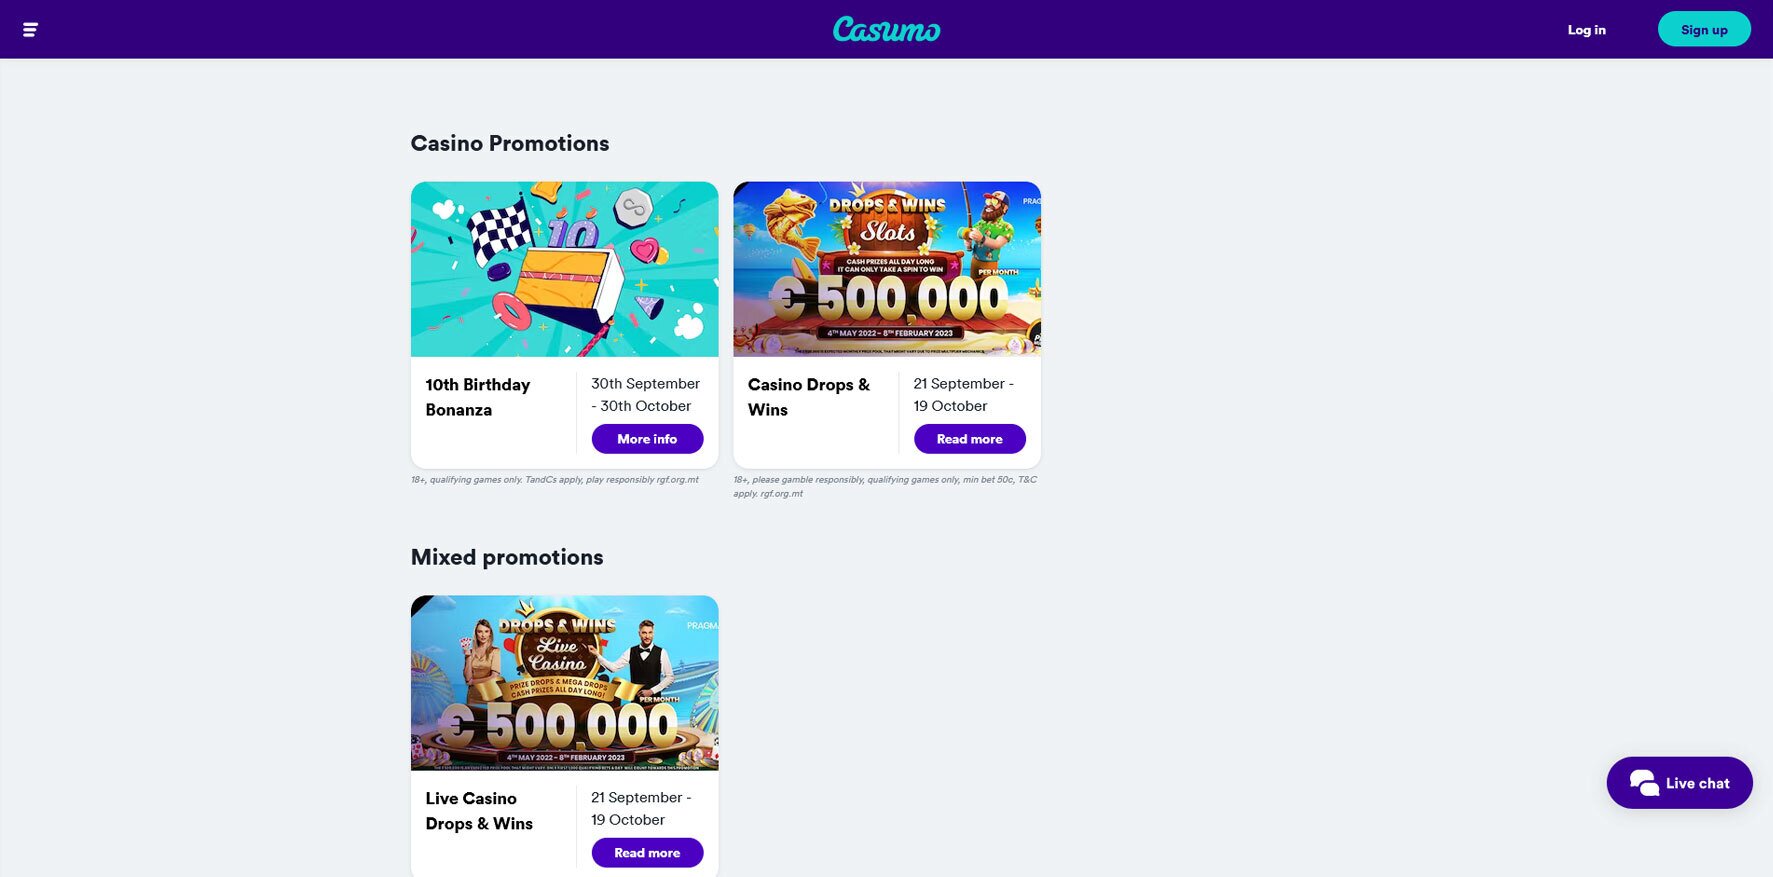 Casumo
Log in
Sign up
Casino Promotions
10
DROPS & WINS
Slots
CASH PRIZES ALL DAY LONG
IT CAN ONLY TAKE A SPIN TO WIN
PER MONTH
€ 500,000
4TH MAY 2022 – 8TH FEBRUARY 2023
10th Birthday
Bonanza
30th September
- 30th October
More info
Casino Drops &
Wins
21 September -
19 October
Read more
18+, qualifying games only. TandCs apply, play responsibly rgf.org.mt
18+, please gamble responsibly, qualifying games only, min bet 50c, T&C
apply. rgf.org.mt
Mixed promotions
DROPS & WINS
PRAGMA
Live
Casino
PRIZE DROPS & MEGA DROPS
CASH PRIZES ALL DAY LONG!
PER MONTH
€ 500,000
4TH MAY 2022 – 8TH FEBRUARY 2023
Live Casino
Drops & Wins
21 September -
19 October
Read more
Live chat